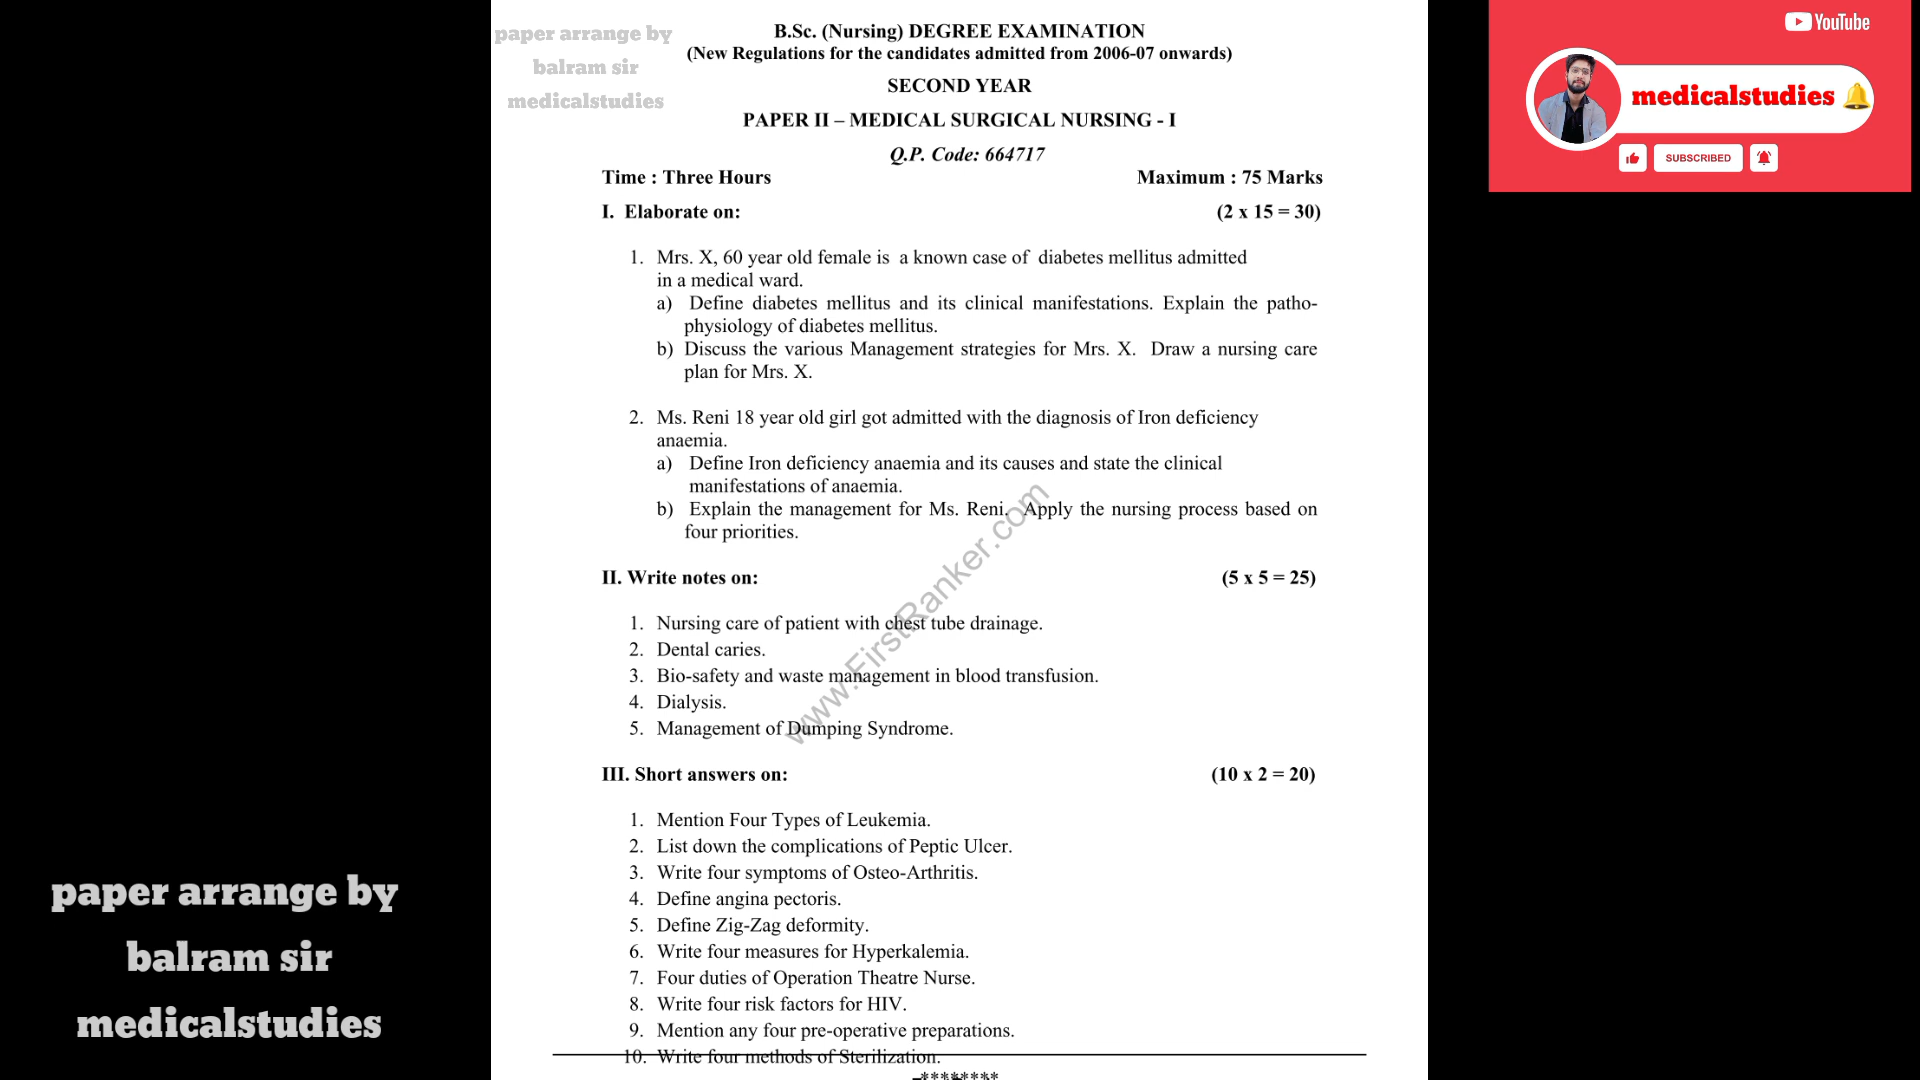 paper arrange by
balram sir
medicalstudies
B.Sc. (Nursing) DEGREE EXAMINATION
(New Regulations for the candidates admitted from 2006-07 onwards)
SECOND YEAR
PAPER II – MEDICAL SURGICAL NURSING - I
Q.P. Code: 664717
Time : Three Hours Maximum : 75 Marks
I. Elaborate on: (2 x 15 = 30)
1. Mrs. X, 60 year old female is a known case of diabetes mellitus admitted
in a medical ward.
a) Define diabetes mellitus and its clinical manifestations. Explain the patho-
physiology of diabetes mellitus.
b) Discuss the various Management strategies for Mrs. X. Draw a nursing care
plan for Mrs. X.
2. Ms. Reni 18 year old girl got admitted with the diagnosis of Iron deficiency
anaemia.
a) Define Iron deficiency anaemia and its causes and state the clinical
manifestations of anaemia.
b) Explain the management for Ms. Reni. Apply the nursing process based on
four priorities.
II. Write notes on: (5 x 5 = 25)
1. Nursing care of patient with chest tube drainage.
2. Dental caries.
3. Bio-safety and waste management in blood transfusion.
4. Dialysis.
5. Management of Dumping Syndrome.
III. Short answers on: (10 x 2 = 20)
1. Mention Four Types of Leukemia.
2. List down the complications of Peptic Ulcer.
3. Write four symptoms of Osteo-Arthritis.
4. Define angina pectoris.
5. Define Zig-Zag deformity.
6. Write four measures for Hyperkalemia.
7. Four duties of Operation Theatre Nurse.
8. Write four risk factors for HIV.
9. Mention any four pre-operative preparations.
10. Write four methods of Sterilization.
********
www.FirstRanker.com
YouTube
medicalstudies
SUBSCRIBED
paper arrange by
balram sir
medicalstudies